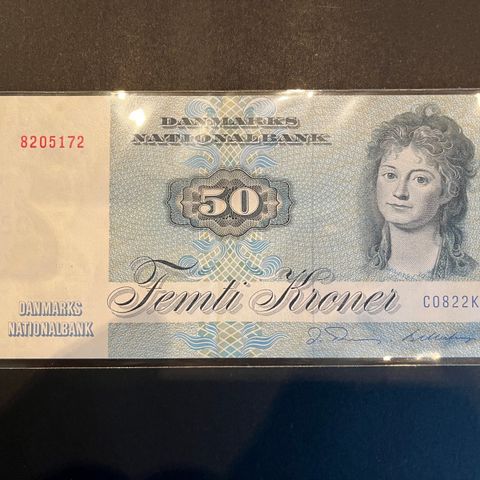 DANMARKS
NATIONALBANK
8205172
50
Femti Kroner
C0822K
DANMARKS
NATIONALBANK